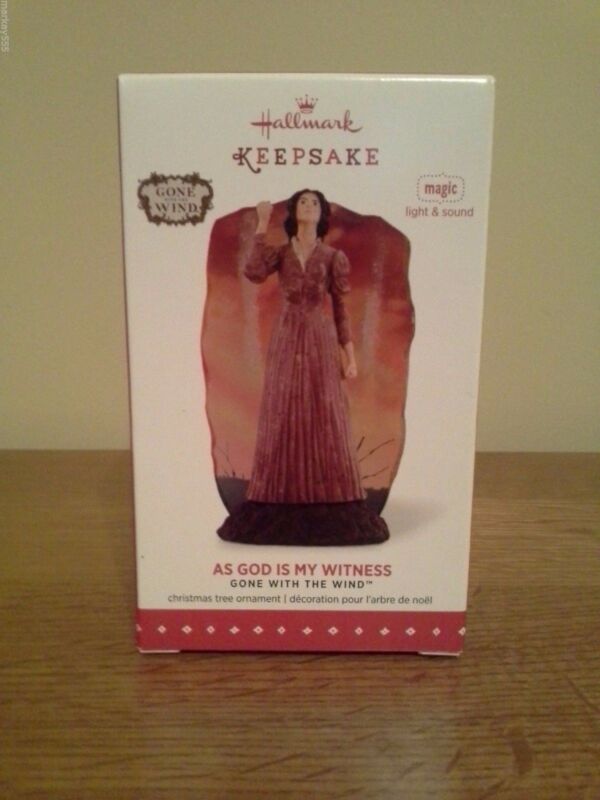 markay555
Hallmark
KEEPSAKE
GONE
WITH THE
WIND
magic
light & sound
AS GOD IS MY WITNESS
GONE WITH THE WIND™
christmas tree ornament | décoration pour l'arbre de noël